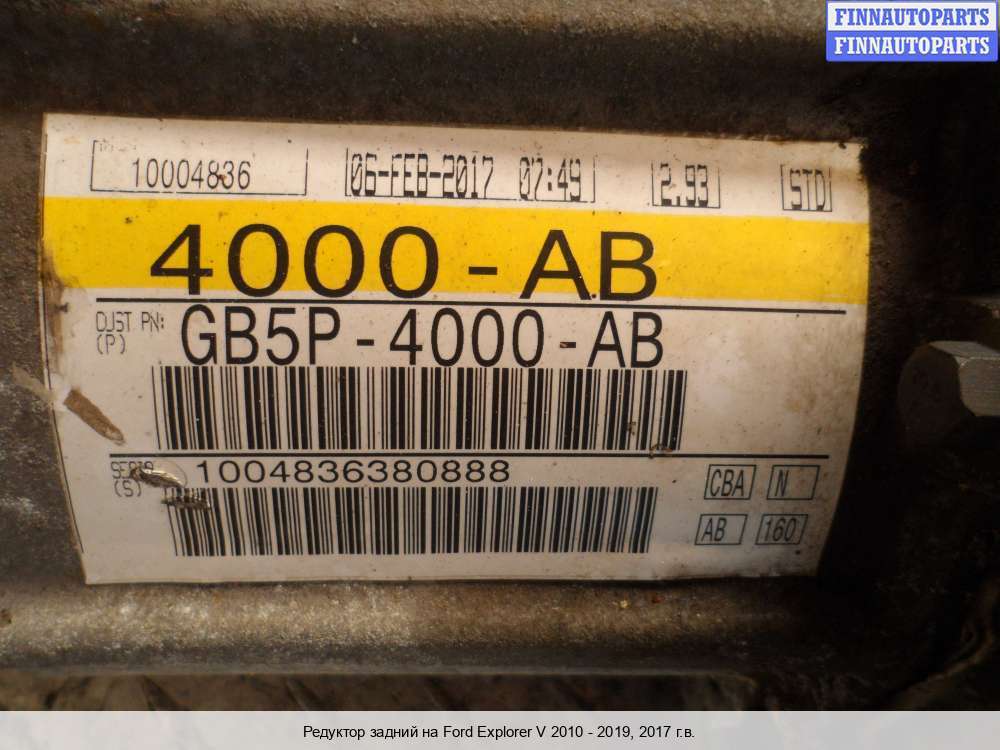 FINNAUTOPARTS
FINNAUTOPARTS
10004836 06-FEB-2017 07:49 2.93 STD
4000-AB
CUST PN: GB5P-4000-AB
(P)
1004836380888
(S)
CBA N
AB 160
Редуктор задний на Ford Explorer V 2010 - 2019, 2017 г.в.